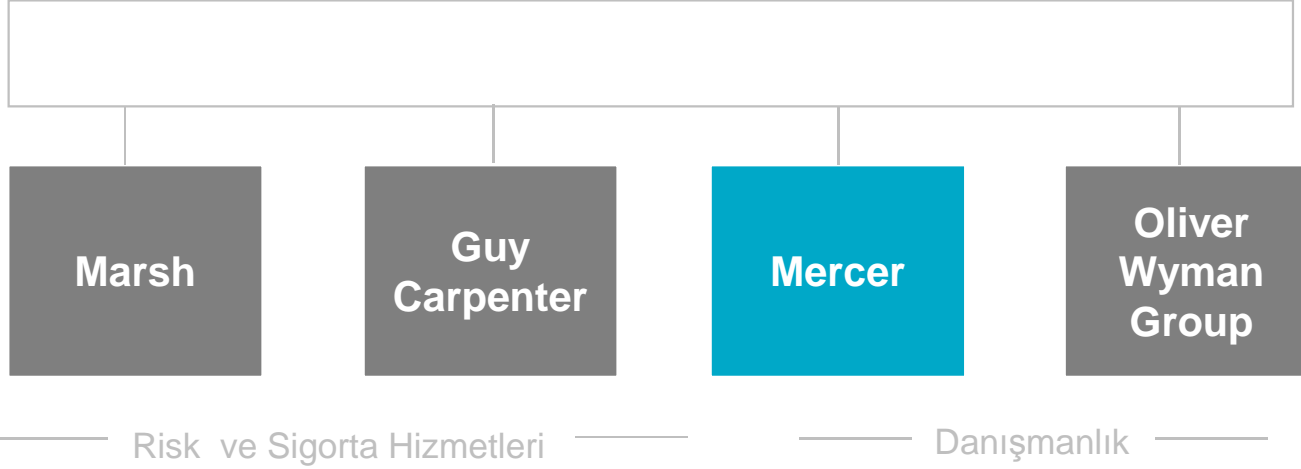 Marsh
Guy
Carpenter
Mercer
Oliver
Wyman
Group
Risk ve Sigorta Hizmetleri
Danışmanlık